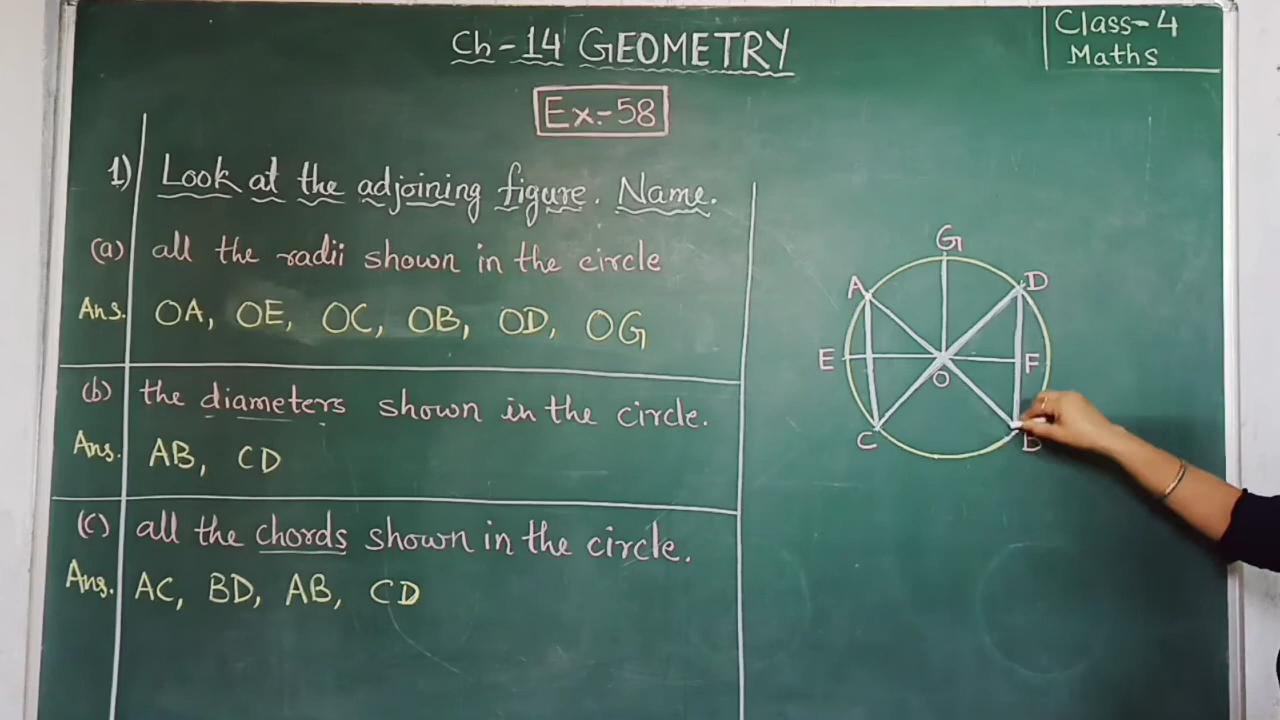 Ch-14 GEOMETRY
Class-4
Maths
Ex:-58
1) Look at the adjoining figure. Name.
(a) all the radii shown in the circle
Ans. OA, OE, OC, OB, OD, OG
(b) the diameters shown in the circle.
Ans. AB, CD
(c) all the chords shown in the circle.
Ans. AC, BD, AB, CD
G
A
D
E
F
O
C
B